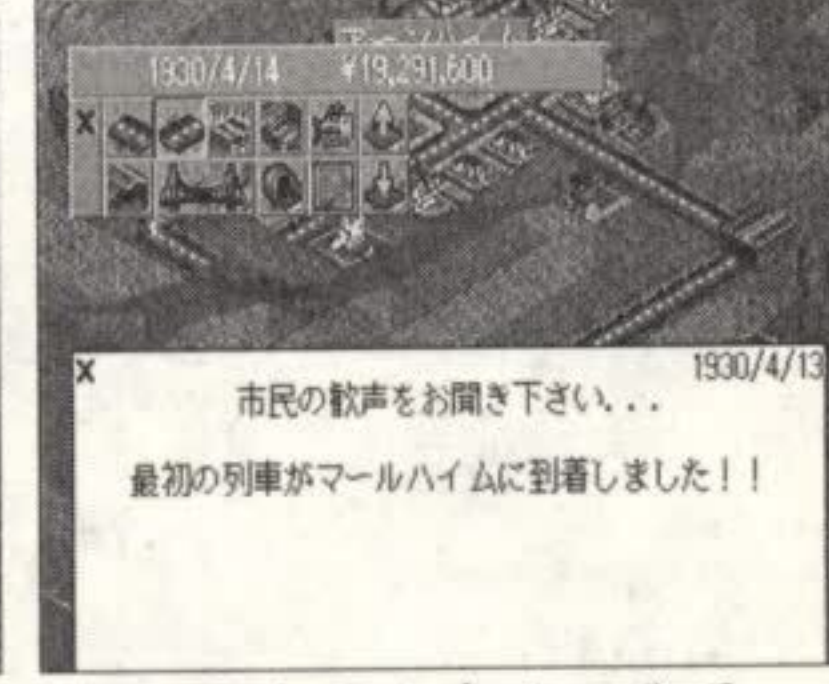 1930/4/14 ¥19,291,600
X
X 1930/4/13
市民の歓声をお聞き下さい...
最初の列車がマールハイムに到着しました！！